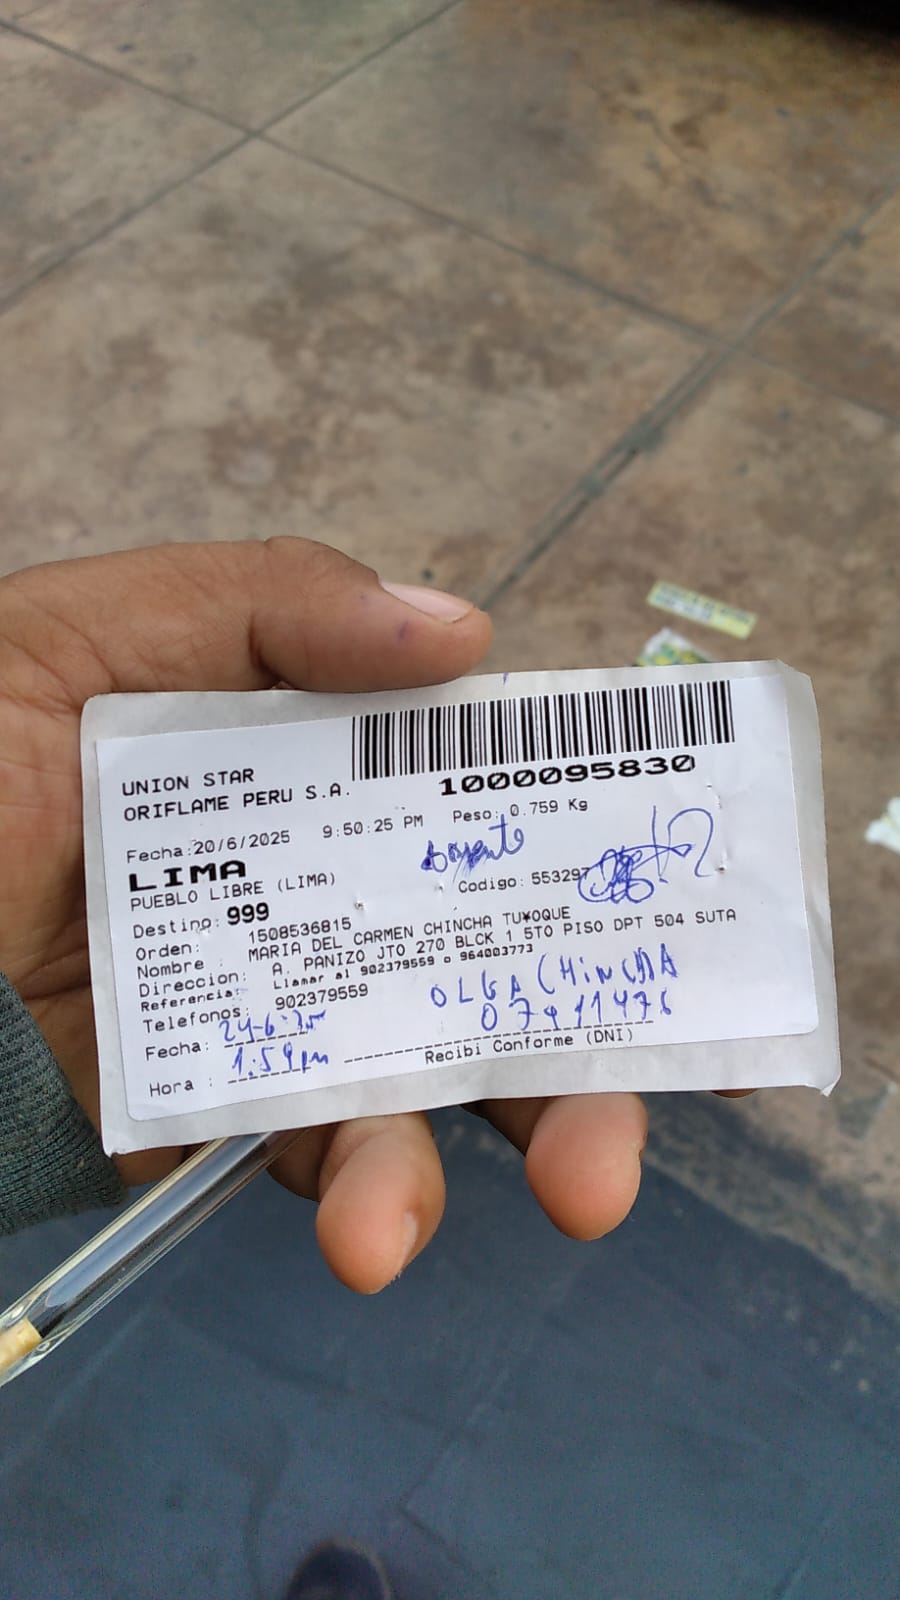 UNION STAR
ORIFLAME PERU S.A.
1000095830
Fecha:20/6/2025 9:50:25 PM Peso: 0.759 Kg
LIMA
PUEBLO LIBRE (LIMA)
Codigo: 553297
Destino: 999
Orden: 1508536815
Nombre : MARIA DEL CARMEN CHINCHA TU¥OQUE
Direccion: A. PANIZO JTO 270 BLCK 1 5TO PISO DPT 504 SUTA
Referencia: Llamar al 902379559 o 964003773
Telefonos: 902379559
OLGA CHINCHA
Fecha: 24-6-25
Hora : 1:59pm
Recibi Conforme (DNI)